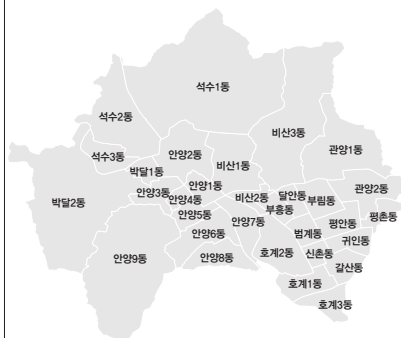 석수1동
석수2동
비산3동
관양1동
석수3동
안양2동
비산1동
박달1동
안양1동
관양2동
박달2동
안양3동
안양4동
비산2동
달안동
부림동
부흥동
안양5동
안양7동
평안동
평촌동
안양6동
범계동
귀인동
안양9동
안양8동
호계2동
신촌동
갈산동
호계1동
호계3동